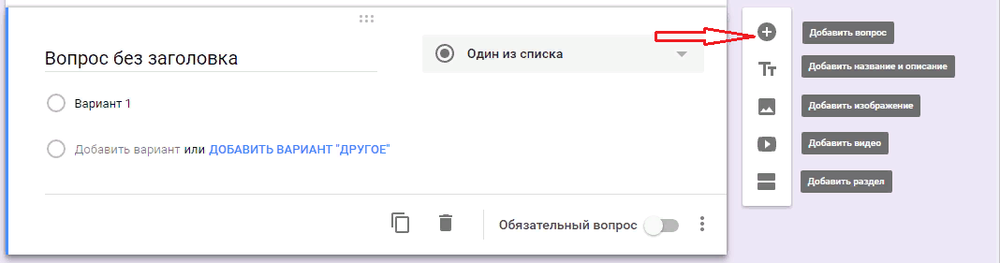 Вопрос без заголовка
Один из списка
Вариант 1
Добавить вариант или ДОБАВИТЬ ВАРИАНТ "ДРУГОЕ"
Обязательный вопрос
Добавить вопрос
Тт
Добавить название и описание
Добавить изображение
Добавить видео
Добавить раздел